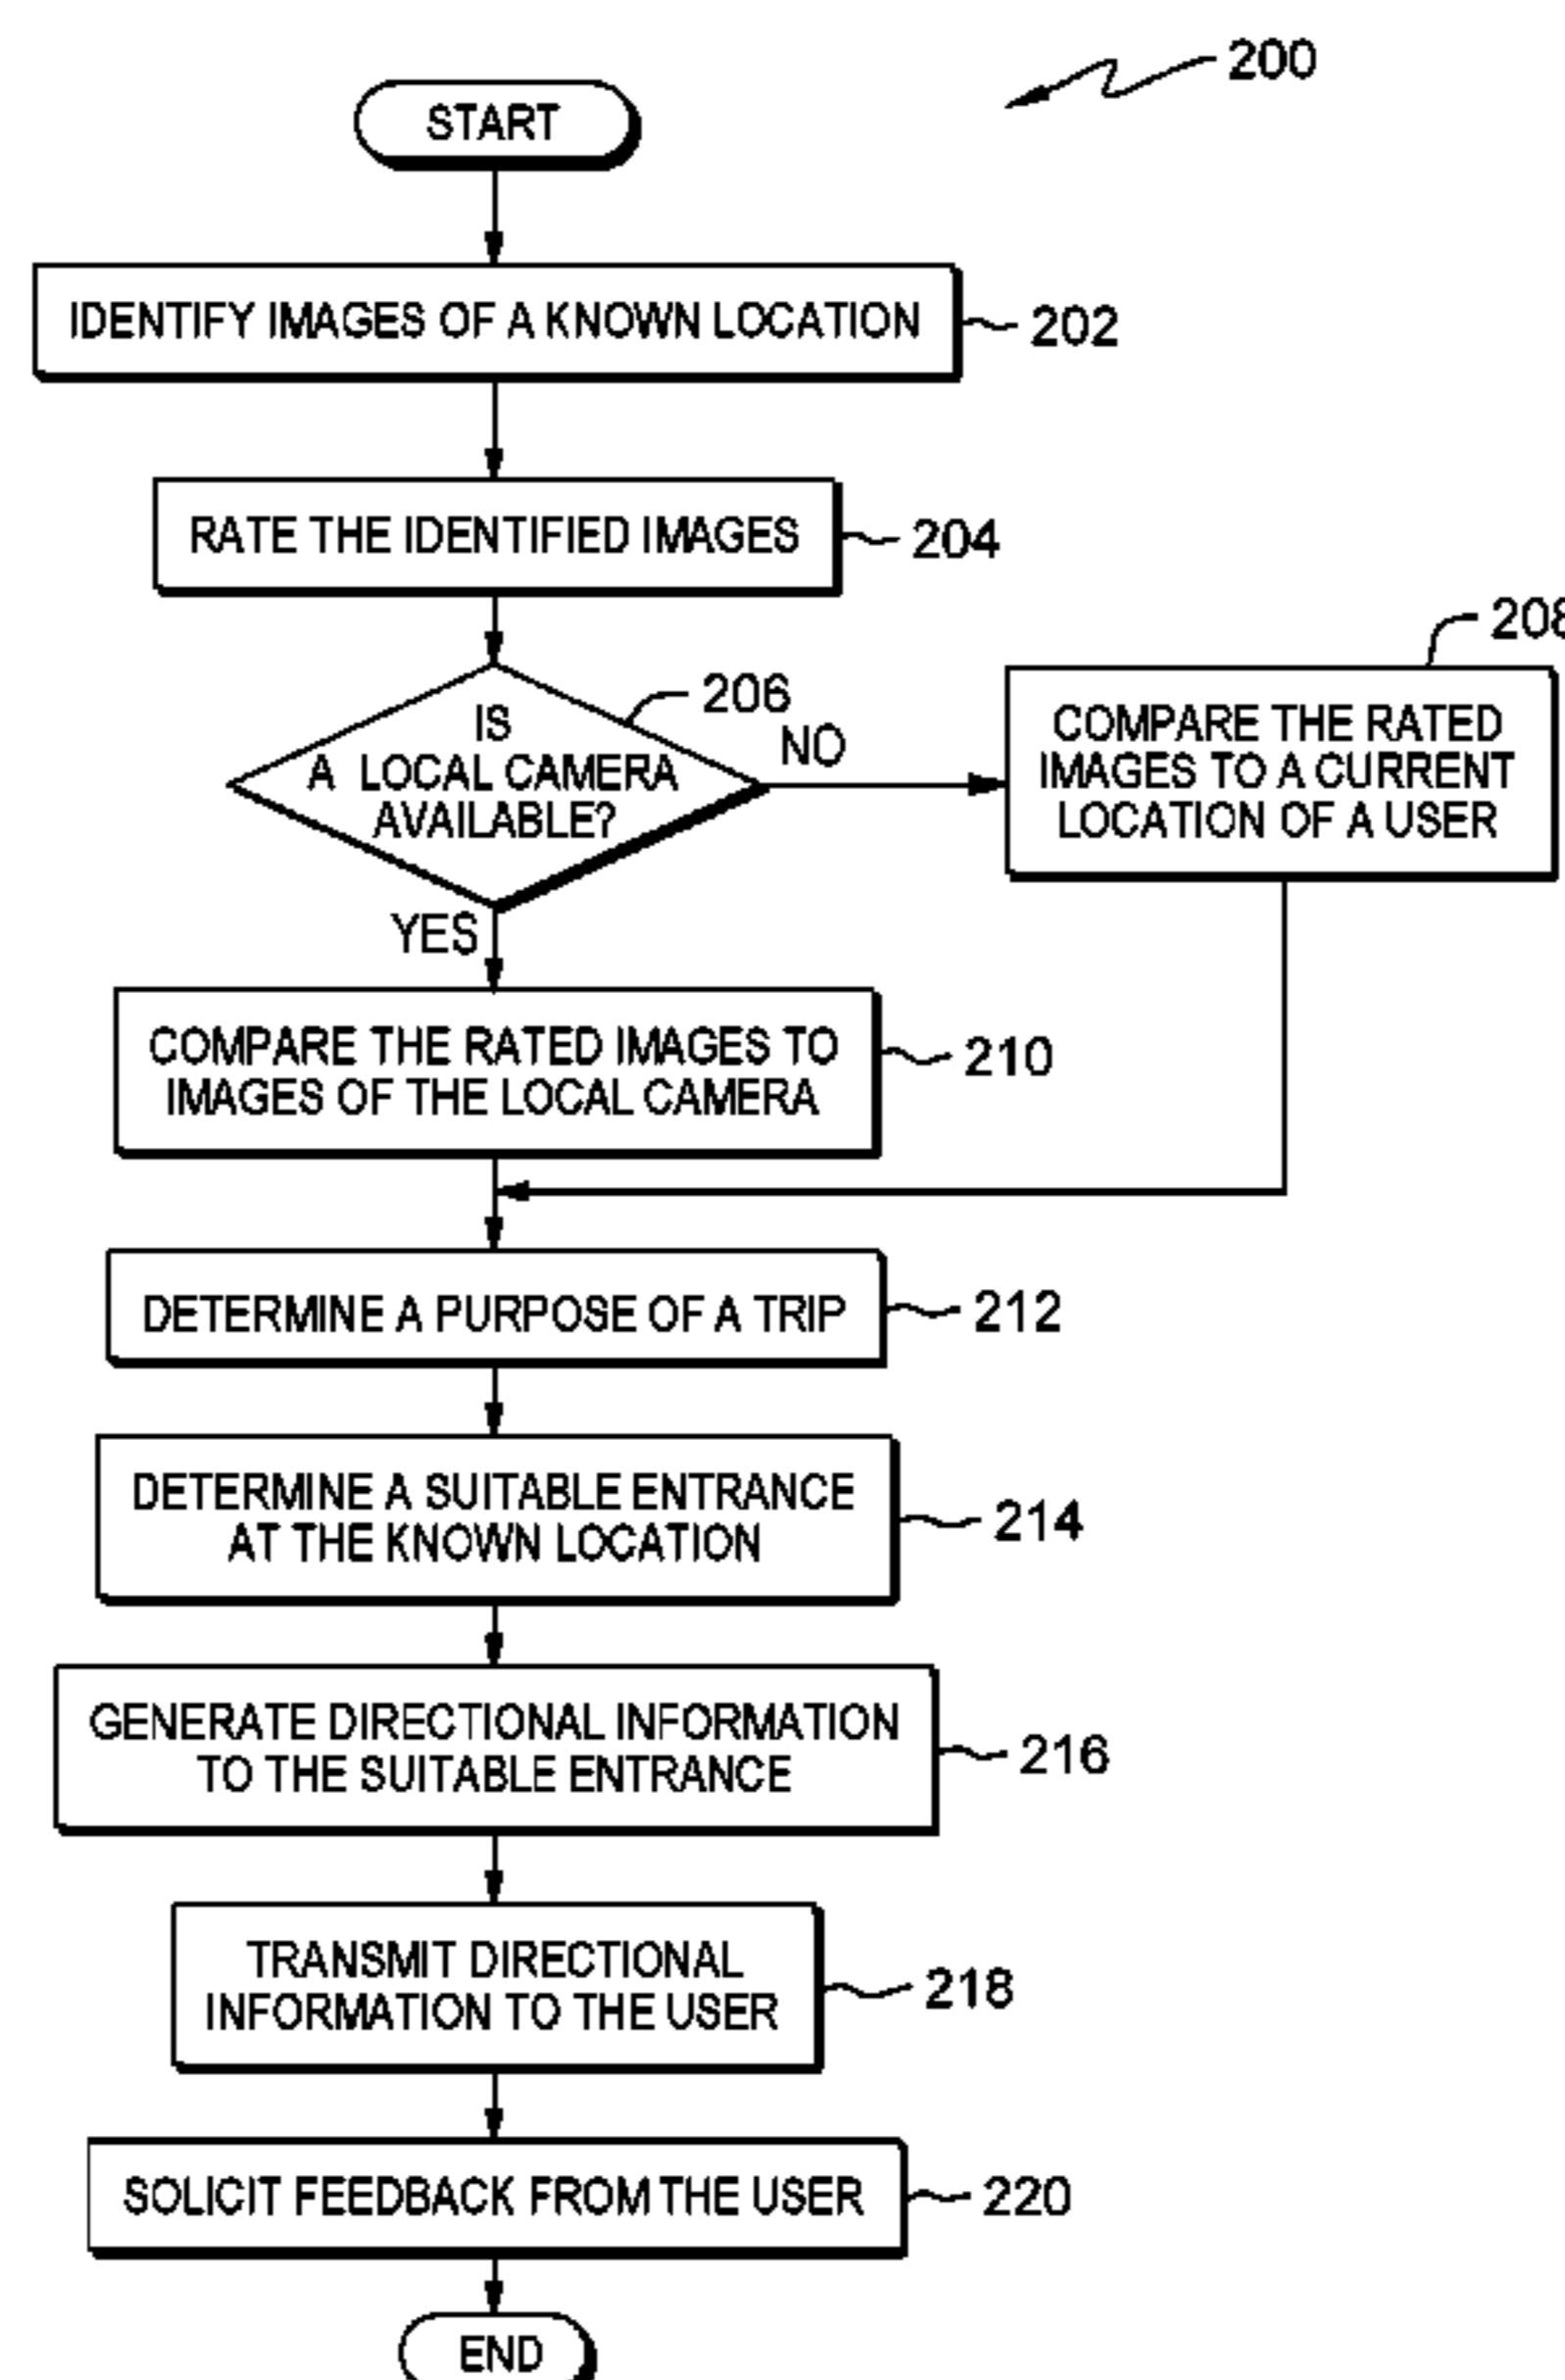 200
START
IDENTIFY IMAGES OF A KNOWN LOCATION
202
RATE THE IDENTIFIED IMAGES
204
IS
A LOCAL CAMERA
AVAILABLE?
206
NO
YES
208
COMPARE THE RATED
IMAGES TO A CURRENT
LOCATION OF A USER
COMPARE THE RATED IMAGES TO
IMAGES OF THE LOCAL CAMERA
210
DETERMINE A PURPOSE OF A TRIP
212
DETERMINE A SUITABLE ENTRANCE
AT THE KNOWN LOCATION
214
GENERATE DIRECTIONAL INFORMATION
TO THE SUITABLE ENTRANCE
216
TRANSMIT DIRECTIONAL
INFORMATION TO THE USER
218
SOLICIT FEEDBACK FROM THE USER
220
END